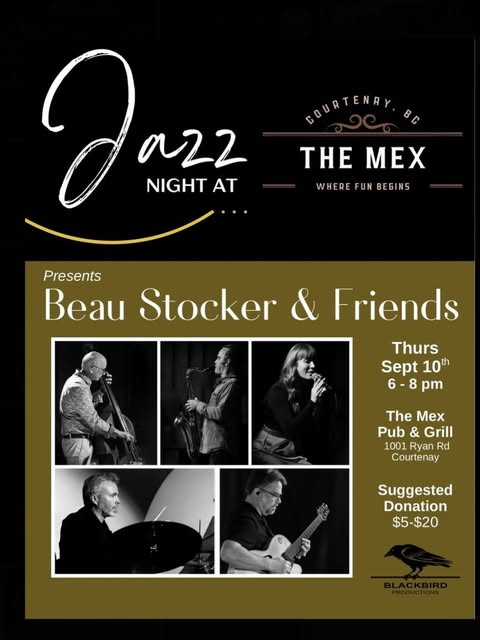 Jazz
NIGHT AT
COURTENAY, BC
THE MEX
WHERE FUN BEGINS
Presents
Beau Stocker & Friends
Thurs
Sept 10th
6 - 8 pm
The Mex
Pub & Grill
1001 Ryan Rd
Courtenay
Suggested
Donation
$5-$20
BLACKBIRD
PRODUCTIONS